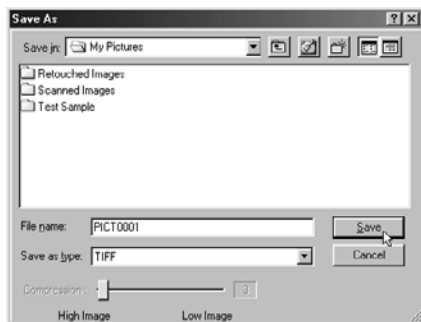 Save As
Save in: My Pictures
Retouched Images
Scanned Images
Test Sample
File name: PICT0001 Save
Save as type: TIFF Cancel
Compression: 3
High Image Low Image